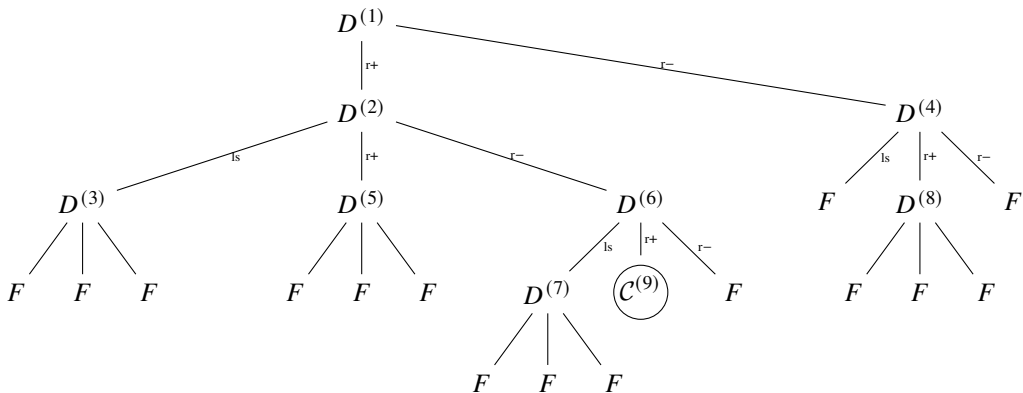 D^{(1)}
r+ r−
D^{(2)} D^{(4)}
ls r+ r− ls r+ r−
D^{(3)} D^{(5)} D^{(6)} F D^{(8)} F
ls r+ r−
F F F F F F D^{(7)} C^{(9)} F F F F
F F F